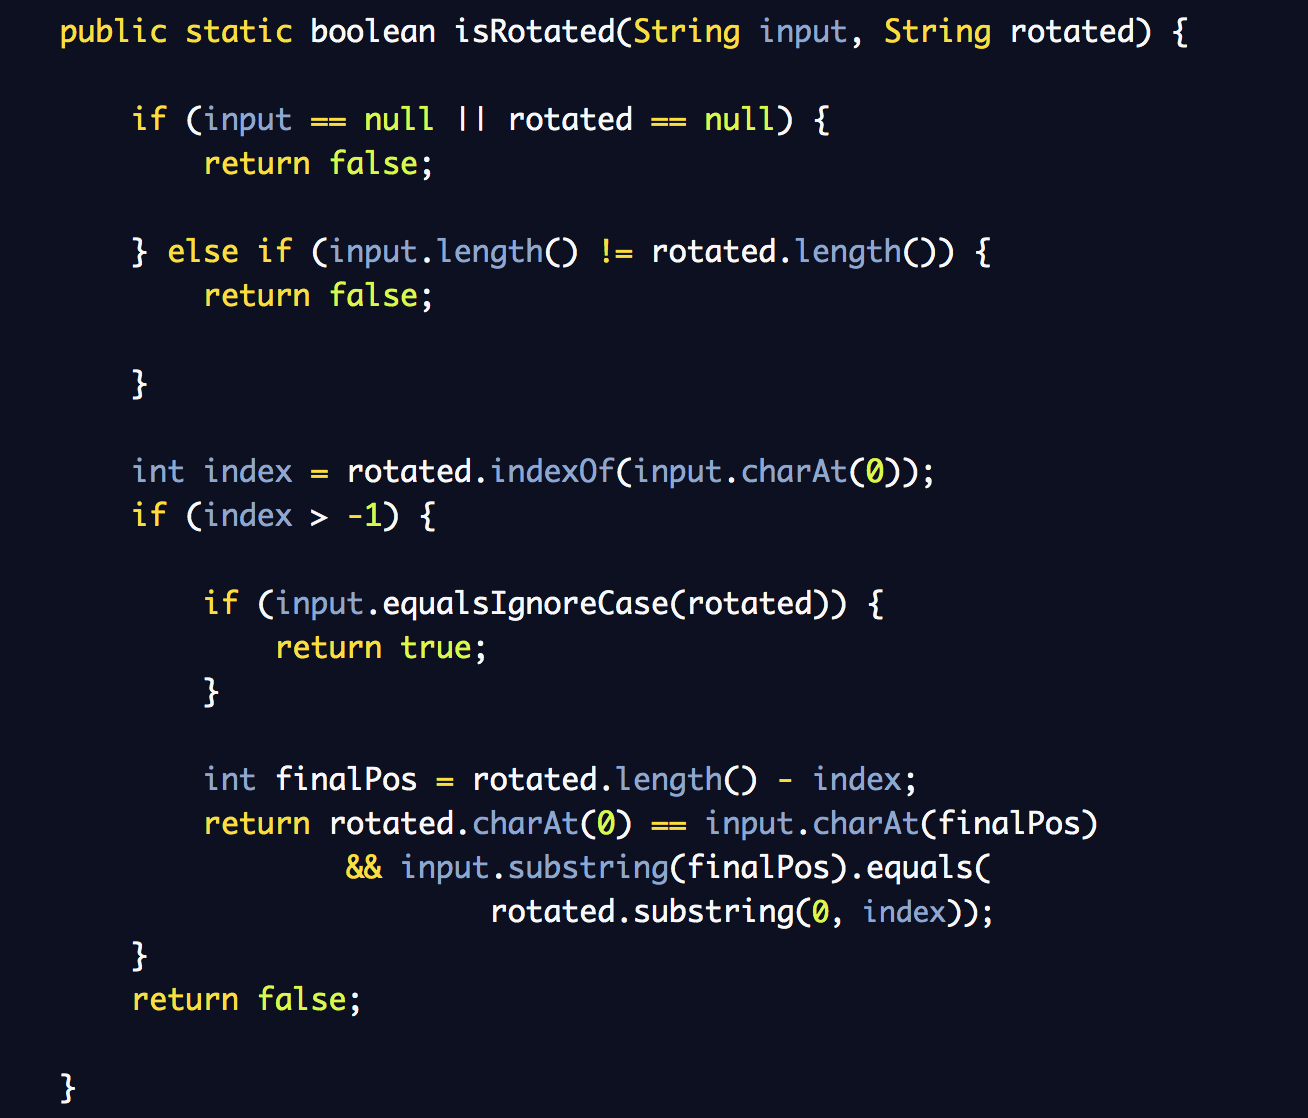 public static boolean isRotated(String input, String rotated) {
if (input == null || rotated == null) {
return false;
} else if (input.length() != rotated.length()) {
return false;
}
int index = rotated.indexOf(input.charAt(0));
if (index > -1) {
if (input.equalsIgnoreCase(rotated)) {
return true;
}
int finalPos = rotated.length() - index;
return rotated.charAt(0) == input.charAt(finalPos)
&& input.substring(finalPos).equals(
rotated.substring(0, index));
}
return false;
}